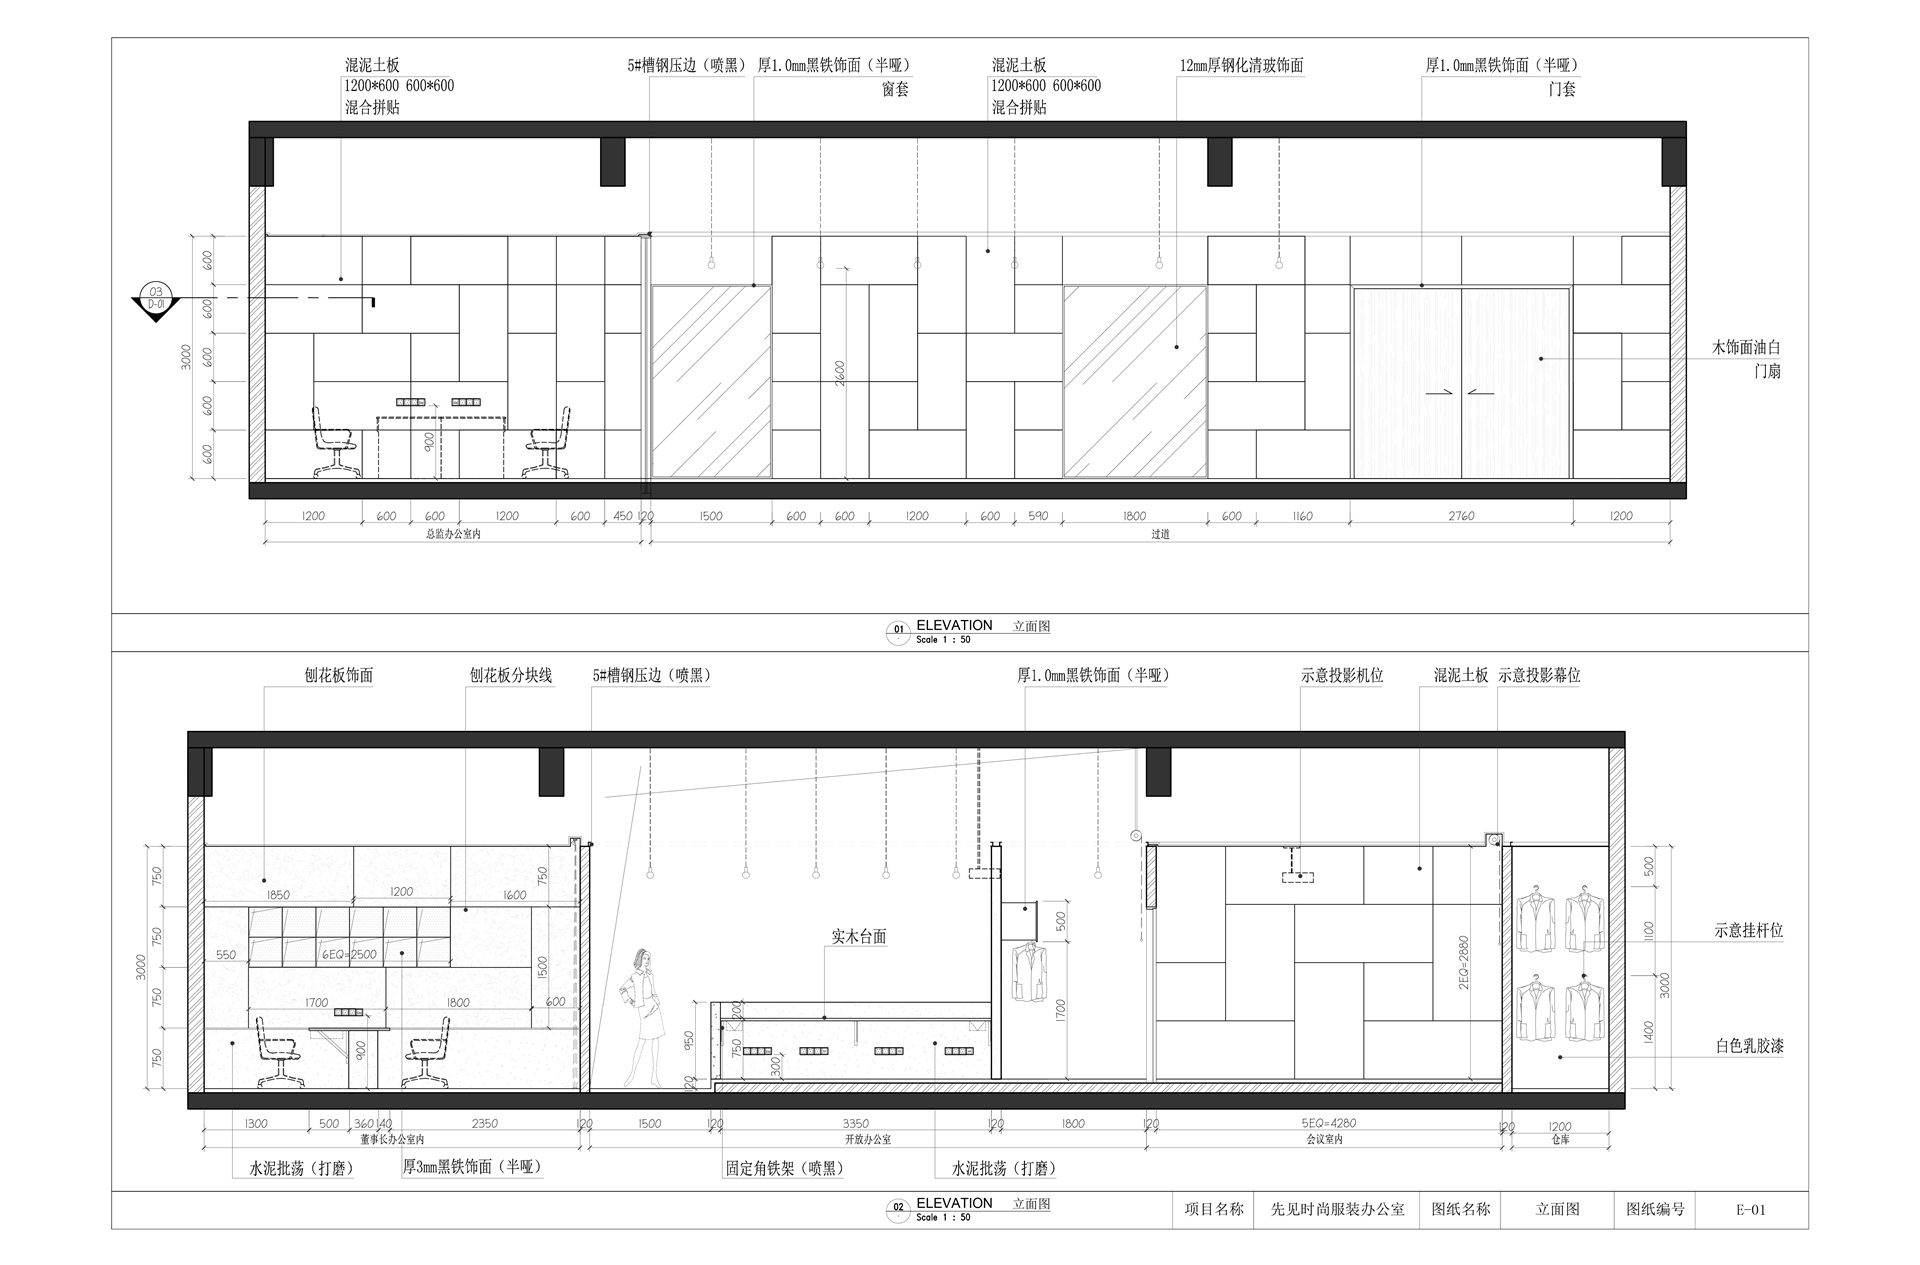 混泥土板
1200*600 600*600
混合拼贴
5#槽钢压边（喷黑）
厚1.0mm黑铁饰面（半哑）
窗套
混泥土板
1200*600 600*600
混合拼贴
12mm厚钢化清玻饰面
厚1.0mm黑铁饰面（半哑）
门套
03
D-01
3000
600
600
600
600
600
900
2600
木饰面油白
门扇
1200 600 600 1200 600 450 120 1500 600 600 1200 600 590 1800 600 1160 2760 1200
总监办公室内
过道
01
ELEVATION 立面图
Scale 1 : 50
刨花板饰面
刨花板分块线
5#槽钢压边（喷黑）
厚1.0mm黑铁饰面（半哑）
示意投影机位
混泥土板
示意投影幕位
3000
750
750
750
750
1850 1200 1600
750
550
6EQ=2500
1500
1700 1800 600
900
实木台面
950
200
750
300
120
500
1700
2EQ=2880
500
1100
1400
3000
示意挂杆位
白色乳胶漆
1300 500 360 140 2350 120 1500 120 3350 120 1800 120 5EQ=4280 120 1200
董事长办公室内
开放办公室
会议室内
仓库
水泥批荡（打磨）
厚3mm黑铁饰面（半哑）
固定角铁架（喷黑）
水泥批荡（打磨）
02
ELEVATION 立面图
Scale 1 : 50
项目名称 先见时尚服装办公室 图纸名称 立面图 图纸编号 E-01